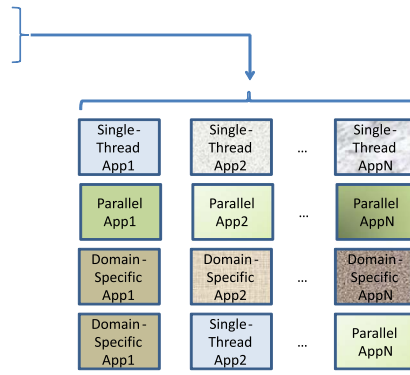 Single-
Thread
App1
Single-
Thread
App2
...
Single-
Thread
AppN
Parallel
App1
Parallel
App2
...
Parallel
AppN
Domain-
Specific
App1
Domain-
Specific
App2
...
Domain-
Specific
AppN
Domain-
Specific
App1
Single-
Thread
App2
...
Parallel
AppN